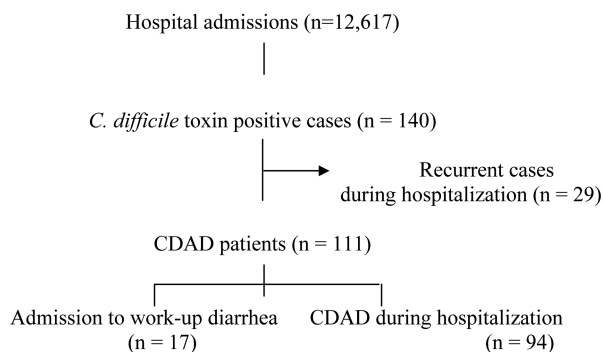 Hospital admissions (n=12,617)
C. difficile toxin positive cases (n = 140)
Recurrent cases
during hospitalization (n = 29)
CDAD patients (n = 111)
Admission to work-up diarrhea
(n = 17)
CDAD during hospitalization
(n = 94)